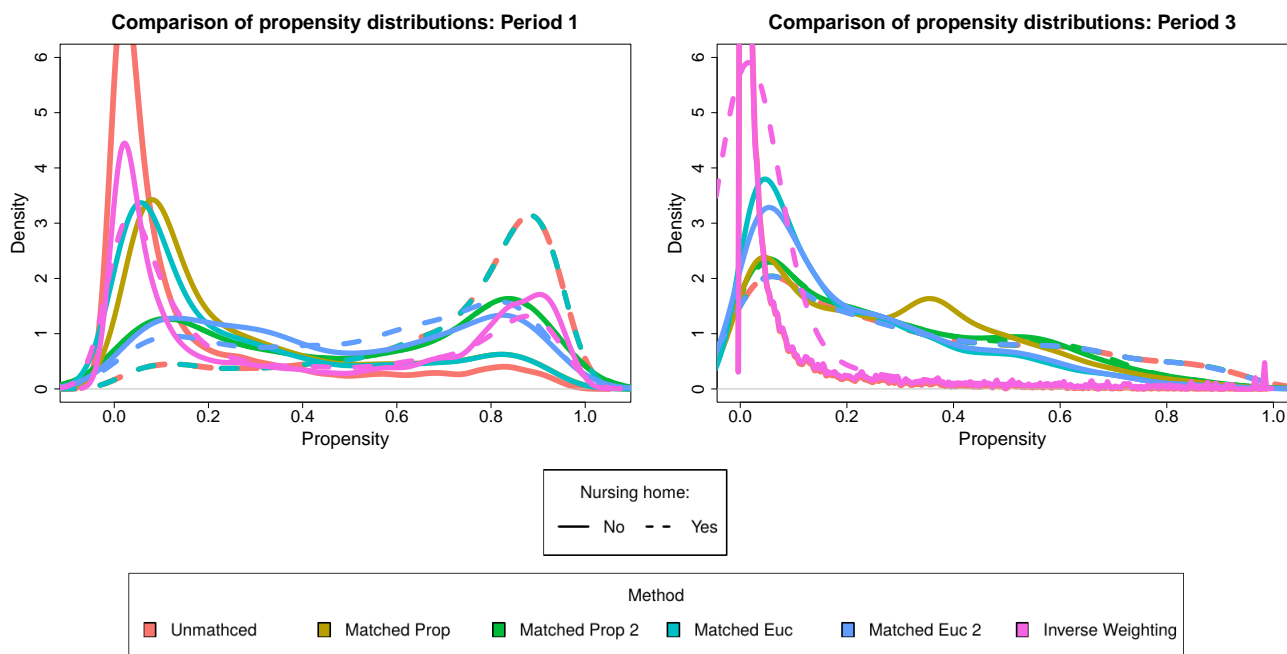 Comparison of propensity distributions: Period 1
Density
6
5
4
3
2
1
0
0.0 0.2 0.4 0.6 0.8 1.0
Propensity
Comparison of propensity distributions: Period 3
Density
6
5
4
3
2
1
0
0.0 0.2 0.4 0.6 0.8 1.0
Propensity
Nursing home:
No Yes
Method
Unmathced Matched Prop Matched Prop 2 Matched Euc Matched Euc 2 Inverse Weighting